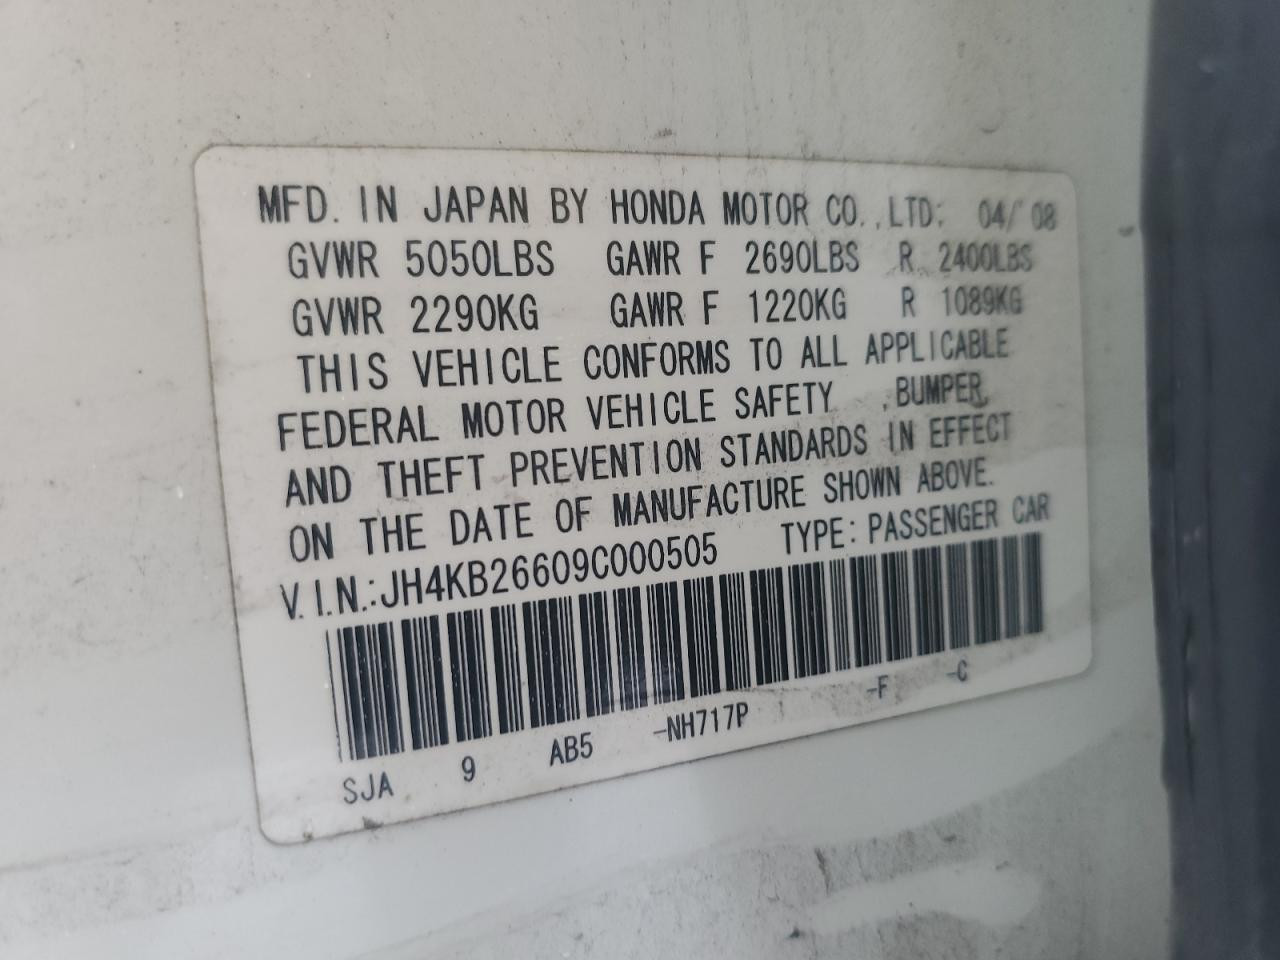 MFD. IN JAPAN BY HONDA MOTOR CO.,LTD: 04/ 08
GVWR 5050LBS GAWR F 2690LBS R 2400LBS
GVWR 2290KG GAWR F 1220KG R 1089KG
THIS VEHICLE CONFORMS TO ALL APPLICABLE
FEDERAL MOTOR VEHICLE SAFETY ,BUMPER,
AND THEFT PREVENTION STANDARDS IN EFFECT
ON THE DATE OF MANUFACTURE SHOWN ABOVE.
V.I.N.:JH4KB26609C000505 TYPE: PASSENGER CAR
SJA 9 AB5 -NH717P -F -C